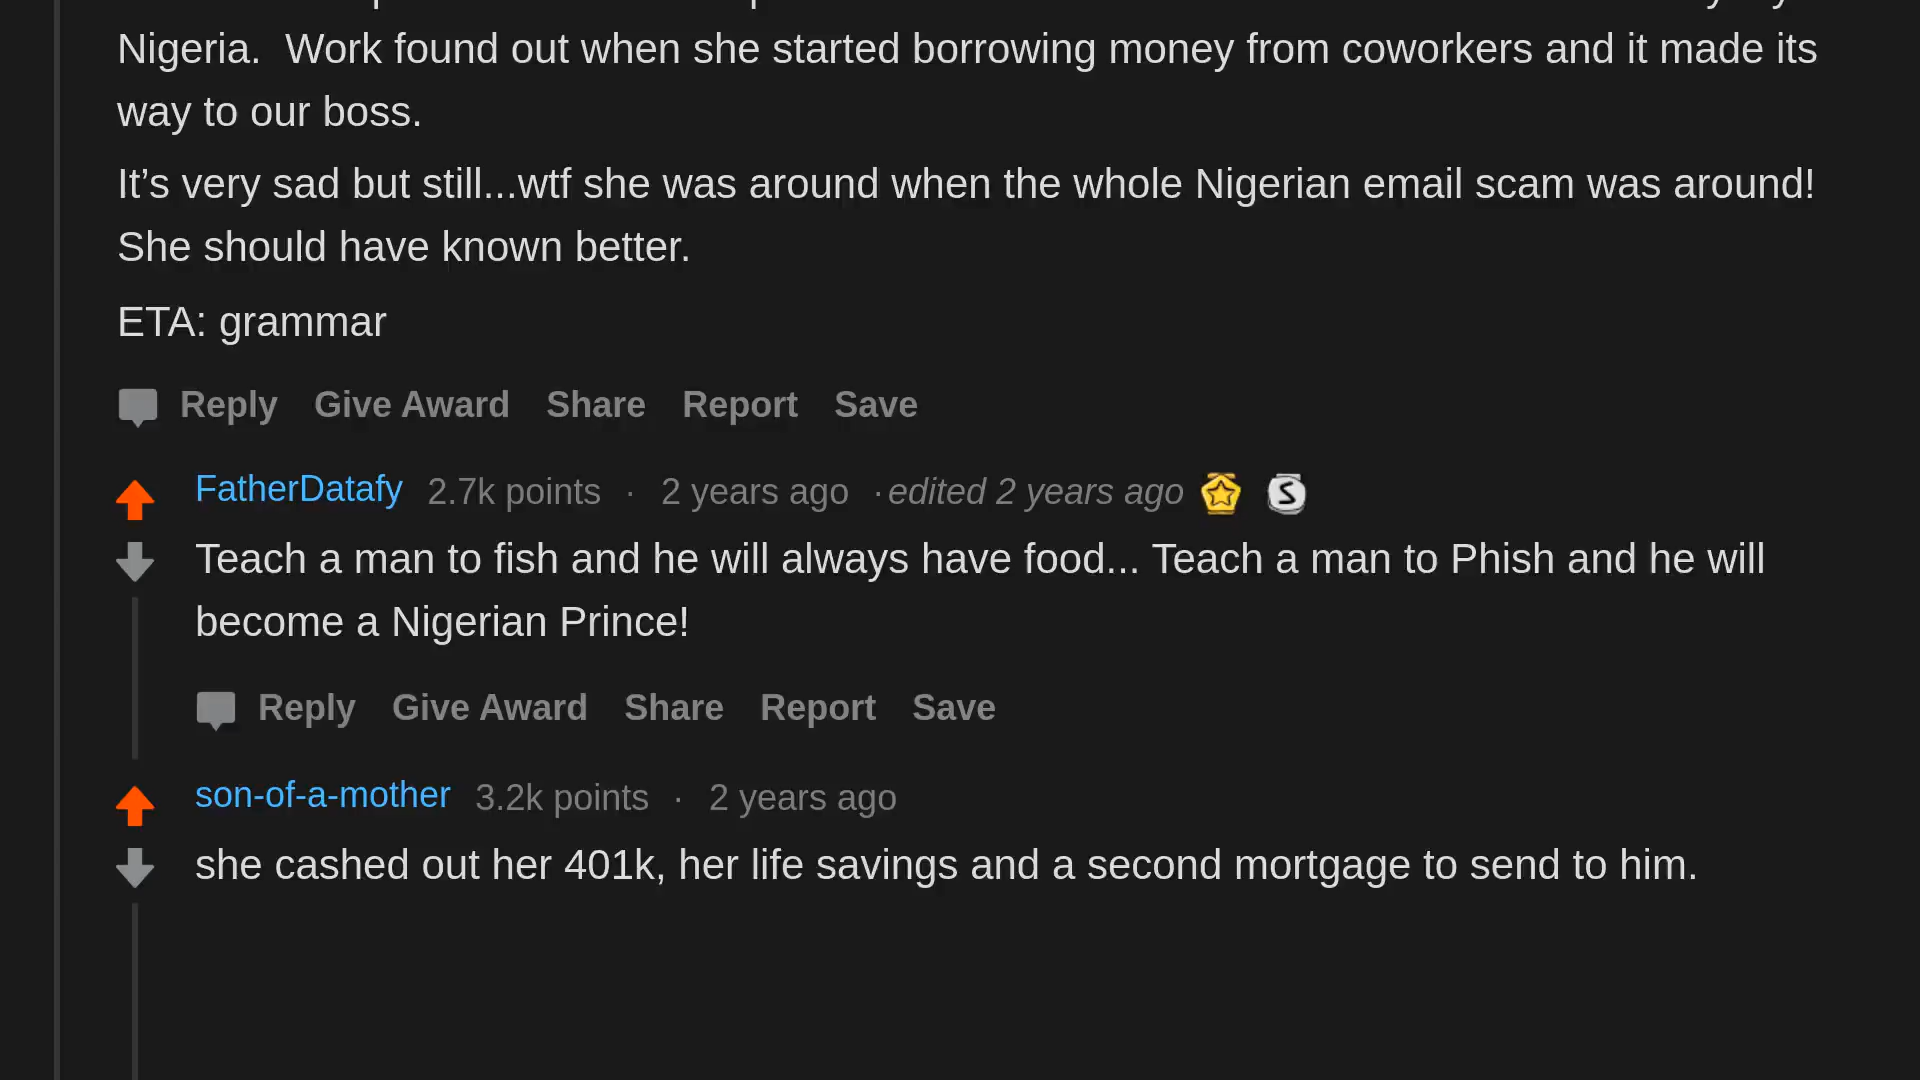 Nigeria.  Work found out when she started borrowing money from coworkers and it made its
way to our boss.
It’s very sad but still...wtf she was around when the whole Nigerian email scam was around!
She should have known better.
ETA: grammar
Reply Give Award Share Report Save
FatherDatafy 2.7k points · 2 years ago ·edited 2 years ago S
Teach a man to fish and he will always have food... Teach a man to Phish and he will
become a Nigerian Prince!
Reply Give Award Share Report Save
son-of-a-mother 3.2k points · 2 years ago
she cashed out her 401k, her life savings and a second mortgage to send to him.